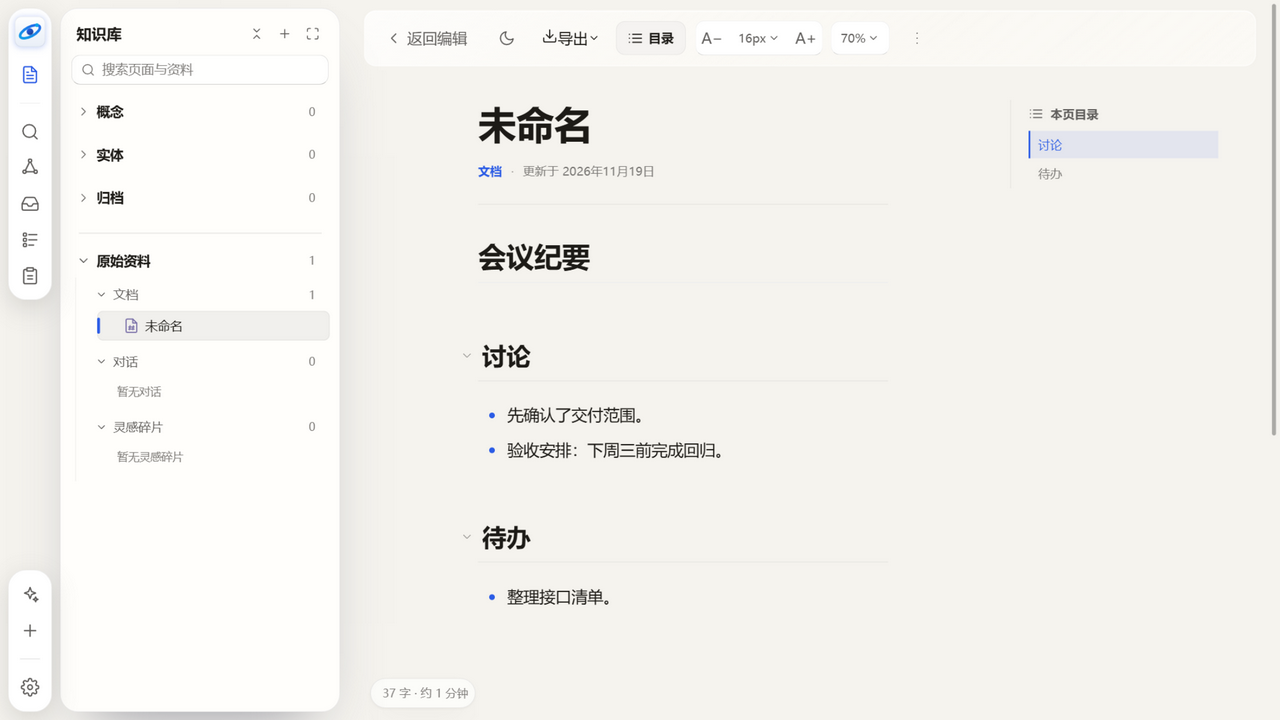 知识库
搜索页面与资料
概念 0
实体 0
归档 0
原始资料 1
文档 1
未命名
对话 0
暂无对话
灵感碎片 0
暂无灵感碎片
返回编辑
导出
目录
A−
16px
A+
70%
未命名
文档 · 更新于 2026年11月19日
会议纪要
讨论
先确认了交付范围。
验收安排：下周三前完成回归。
待办
整理接口清单。
37 字 · 约 1 分钟
本页目录
讨论
待办